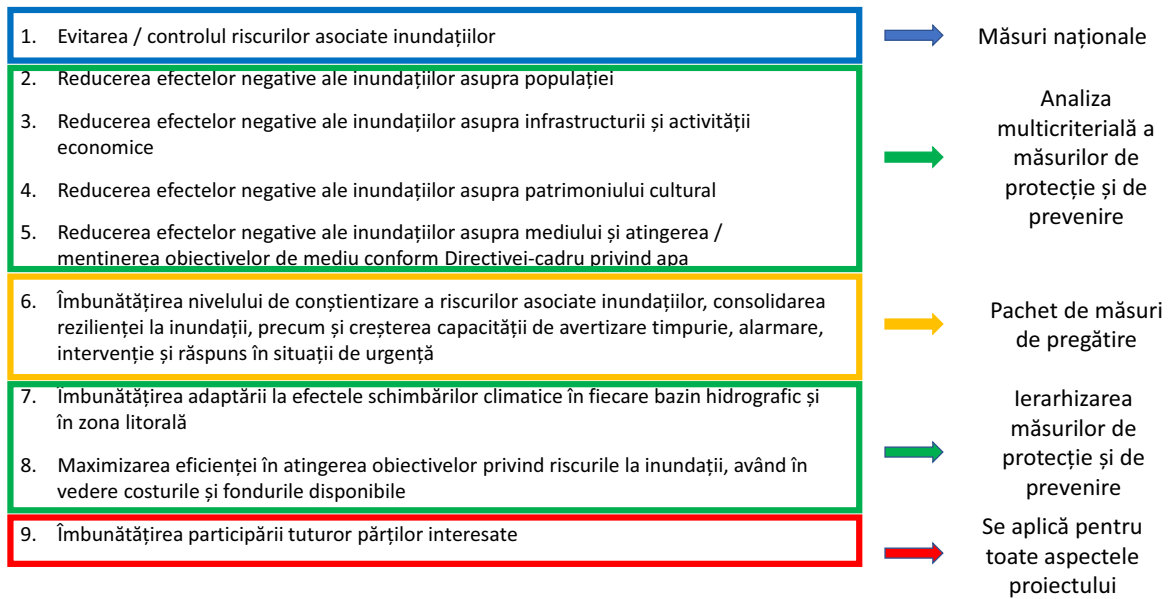 1. Evitarea / controlul riscurilor asociate inundațiilor
Măsuri naționale
2. Reducerea efectelor negative ale inundațiilor asupra populației
3. Reducerea efectelor negative ale inundațiilor asupra infrastructurii și activității
economice
4. Reducerea efectelor negative ale inundațiilor asupra patrimoniului cultural
5. Reducerea efectelor negative ale inundațiilor asupra mediului și atingerea /
mentinerea obiectivelor de mediu conform Directivei-cadru privind apa
Analiza
multicriterială a
măsurilor de
protecție și de
prevenire
6. Îmbunătățirea nivelului de conștientizare a riscurilor asociate inundațiilor, consolidarea
rezilienței la inundații, precum și creșterea capacității de avertizare timpurie, alarmare,
intervenție și răspuns în situații de urgență
Pachet de măsuri
de pregătire
7. Îmbunătățirea adaptării la efectele schimbărilor climatice în fiecare bazin hidrografic și
în zona litorală
8. Maximizarea eficienței în atingerea obiectivelor privind riscurile la inundații, având în
vedere costurile și fondurile disponibile
Ierarhizarea
măsurilor de
protecție și de
prevenire
9. Îmbunătățirea participării tuturor părților interesate
Se aplică pentru
toate aspectele
proiectului